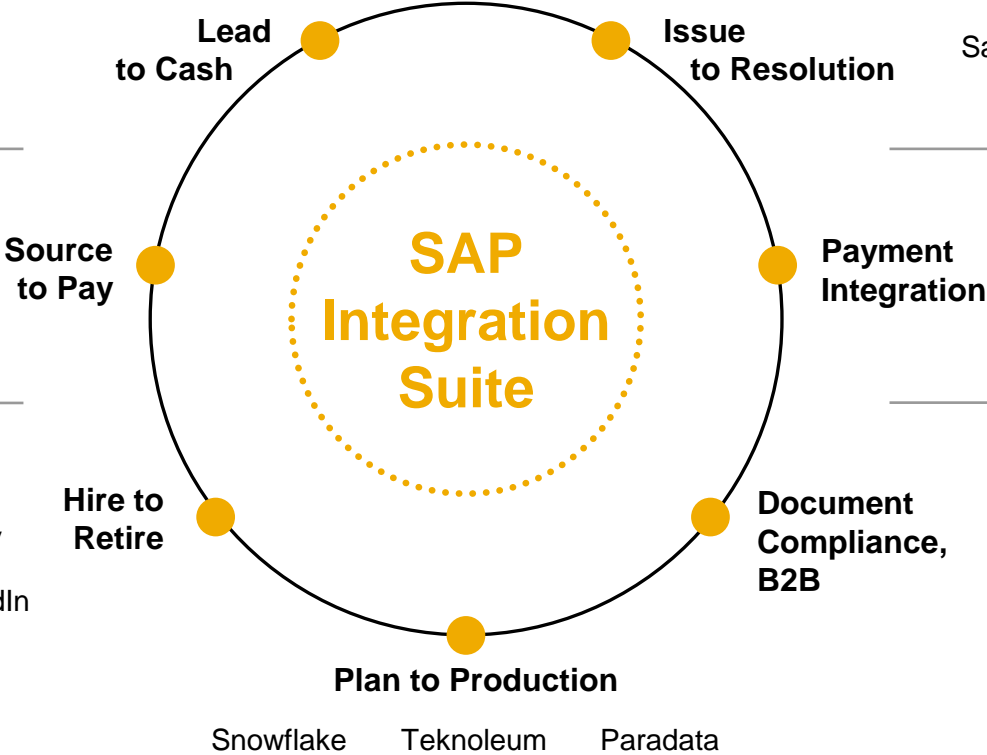 Lead
to Cash
Issue
to Resolution
Source
to Pay
SAP
Integration
Suite
Payment
Integration
Hire to
Retire
Document
Compliance,
B2B
Plan to Production
Snowflake Teknoleum Paradata